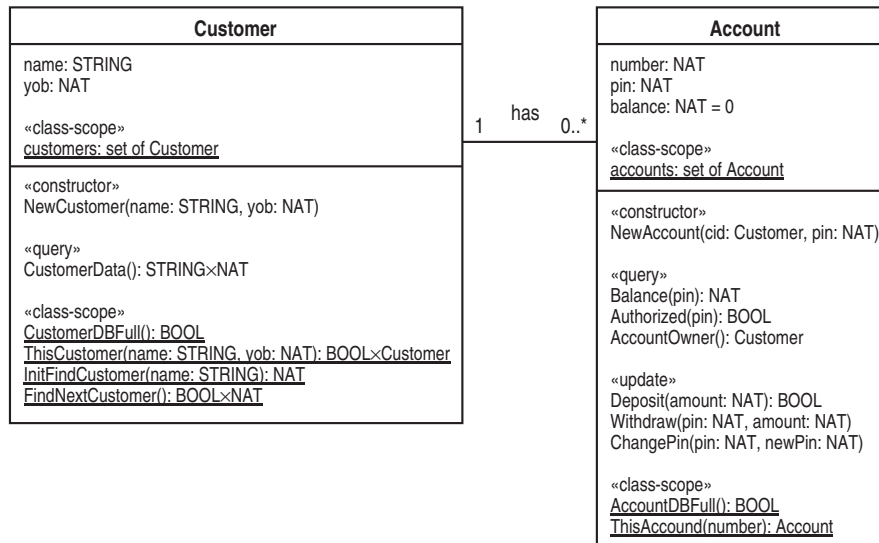 Customer
name: STRING
yob: NAT
«class-scope»
customers: set of Customer
«constructor»
NewCustomer(name: STRING, yob: NAT)
«query»
CustomerData(): STRING×NAT
«class-scope»
CustomerDBFull(): BOOL
ThisCustomer(name: STRING, yob: NAT): BOOL×Customer
InitFindCustomer(name: STRING): NAT
FindNextCustomer(): BOOL×NAT
1 has 0..*
Account
number: NAT
pin: NAT
balance: NAT = 0
«class-scope»
accounts: set of Account
«constructor»
NewAccount(cid: Customer, pin: NAT)
«query»
Balance(pin): NAT
Authorized(pin): BOOL
AccountOwner(): Customer
«update»
Deposit(amount: NAT): BOOL
Withdraw(pin: NAT, amount: NAT)
ChangePin(pin: NAT, newPin: NAT)
«class-scope»
AccountDBFull(): BOOL
ThisAccound(number): Account